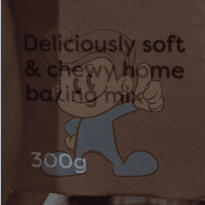 Deliciously soft
& chewy home
baking mix.
300g